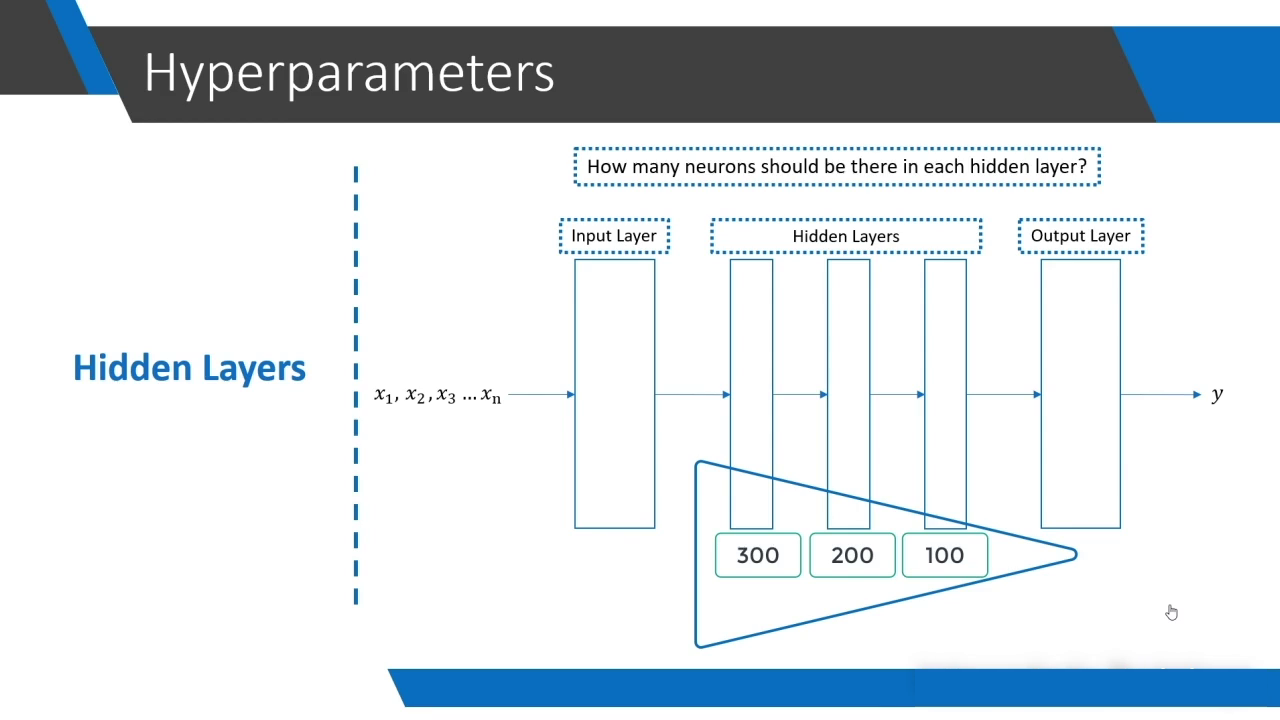 Hyperparameters
How many neurons should be there in each hidden layer?
Input Layer
Hidden Layers
Output Layer
Hidden Layers
x₁, x₂, x₃ … xₙ
y
300
200
100